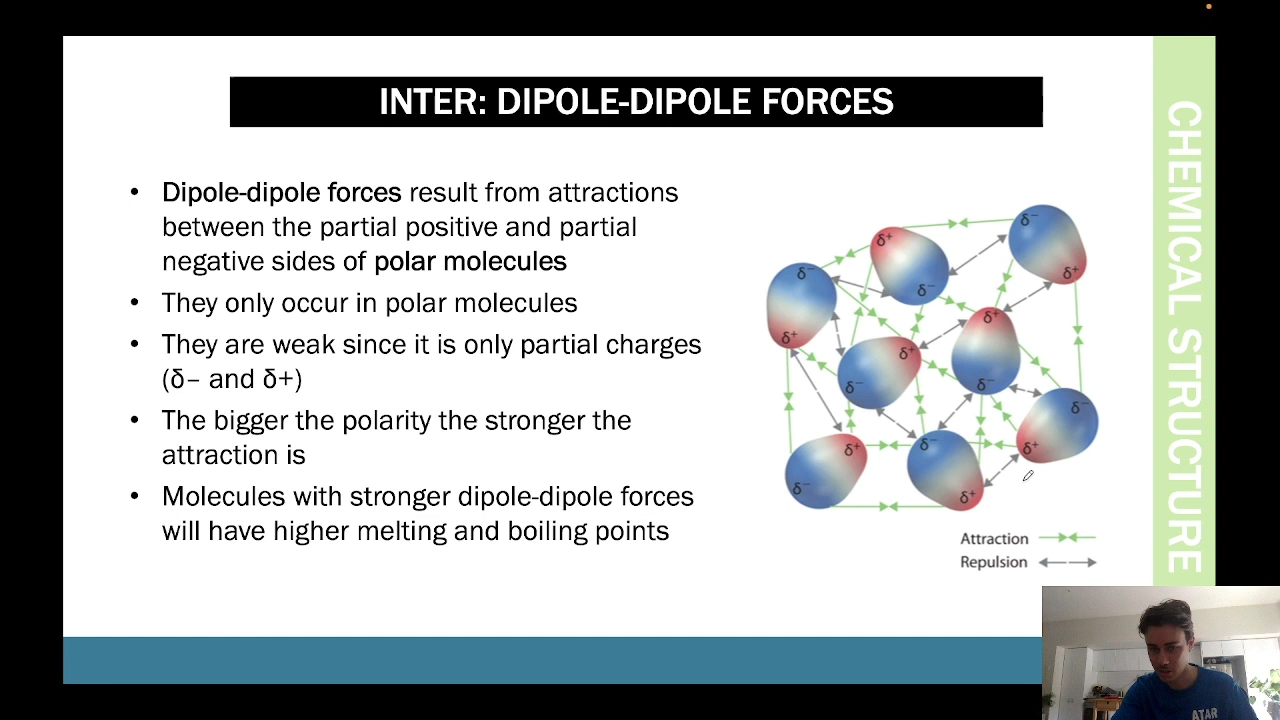 INTER: DIPOLE-DIPOLE FORCES
• Dipole-dipole forces result from attractions
between the partial positive and partial
negative sides of polar molecules
• They only occur in polar molecules
• They are weak since it is only partial charges
(δ– and δ+)
• The bigger the polarity the stronger the
attraction is
• Molecules with stronger dipole-dipole forces
will have higher melting and boiling points
δ⁻
δ⁺
δ⁺
δ⁻
δ⁻
δ⁺
δ⁻
δ⁺
δ⁺
δ⁻
δ⁺
δ⁻
δ⁻
δ⁺
δ⁻
δ⁺
Attraction
Repulsion
CHEMICAL STRUCTURE
ATAR